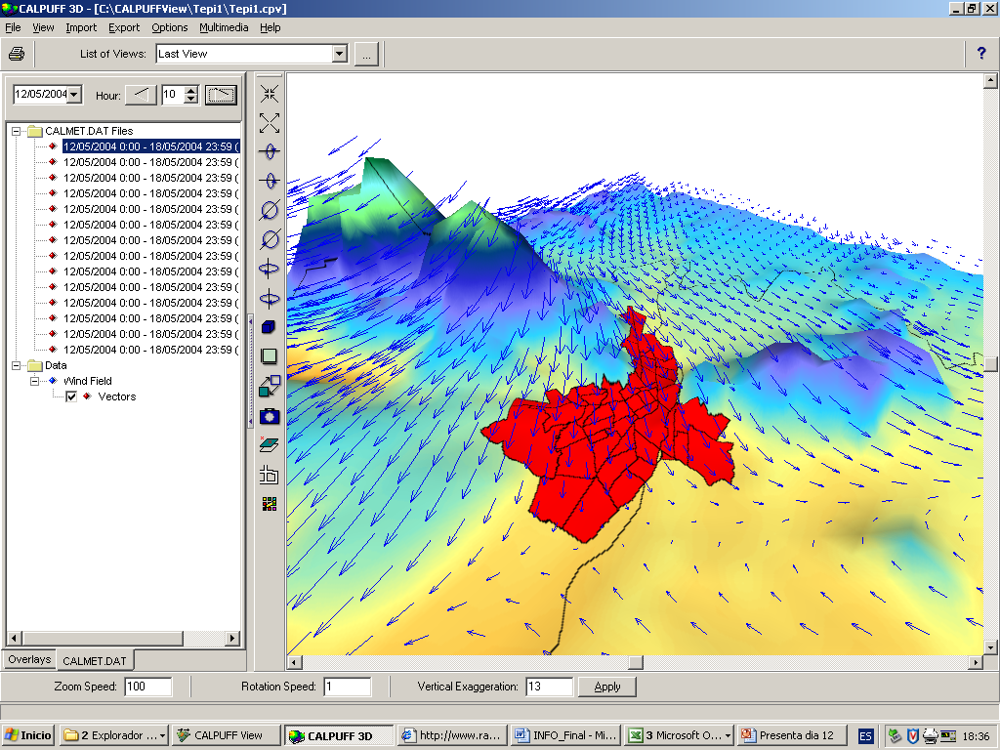 CALPUFF 3D - [C:\CALPUFFView\Tepi1\Tepi1.cpv]
File View Import Export Options Multimedia Help
List of Views: Last View ... ?
12/05/2004 Hour: 10
CALMET.DAT Files
12/05/2004 0:00 - 18/05/2004 23:59 (
12/05/2004 0:00 - 18/05/2004 23:59 (
12/05/2004 0:00 - 18/05/2004 23:59 (
12/05/2004 0:00 - 18/05/2004 23:59 (
12/05/2004 0:00 - 18/05/2004 23:59 (
12/05/2004 0:00 - 18/05/2004 23:59 (
12/05/2004 0:00 - 18/05/2004 23:59 (
12/05/2004 0:00 - 18/05/2004 23:59 (
12/05/2004 0:00 - 18/05/2004 23:59 (
12/05/2004 0:00 - 18/05/2004 23:59 (
12/05/2004 0:00 - 18/05/2004 23:59 (
12/05/2004 0:00 - 18/05/2004 23:59 (
12/05/2004 0:00 - 18/05/2004 23:59 (
12/05/2004 0:00 - 18/05/2004 23:59 (
Data
Wind Field
Vectors
Overlays CALMET.DAT
Zoom Speed: 100 Rotation Speed: 1 Vertical Exaggeration: 13 Apply
Inicio 2 Explorador ... CALPUFF View CALPUFF 3D http://www.ra... INFO_Final - Mi... 3 Microsoft O... Presenta dia 12 ES 18:36